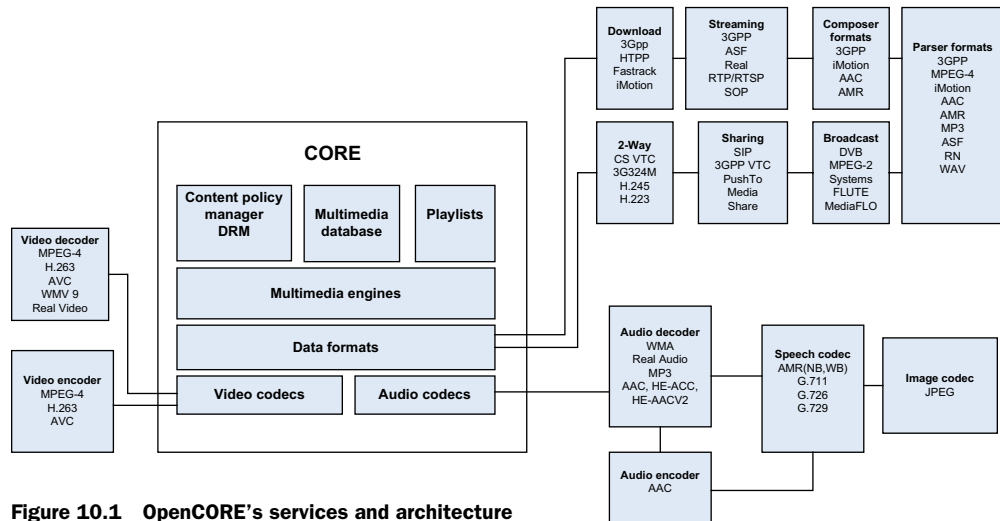 Download
3Gpp
HTPP
Fastrack
iMotion
Streaming
3GPP
ASF
Real
RTP/RTSP
SOP
Composer
formats
3GPP
iMotion
AAC
AMR
Parser formats
3GPP
MPEG-4
iMotion
AAC
AMR
MP3
ASF
RN
WAV
2-Way
CS VTC
3G324M
H.245
H.223
Sharing
SIP
3GPP VTC
PushTo
Media
Share
Broadcast
DVB
MPEG-2
Systems
FLUTE
MediaFLO
CORE
Content policy
manager
DRM
Multimedia
database
Playlists
Multimedia engines
Data formats
Video codecs
Audio codecs
Video decoder
MPEG-4
H.263
AVC
WMV 9
Real Video
Video encoder
MPEG-4
H.263
AVC
Audio decoder
WMA
Real Audio
MP3
AAC, HE-ACC,
HE-AACV2
Speech codec
AMR(NB,WB)
G.711
G.726
G.729
Image codec
JPEG
Audio encoder
AAC
Figure 10.1 OpenCORE's services and architecture